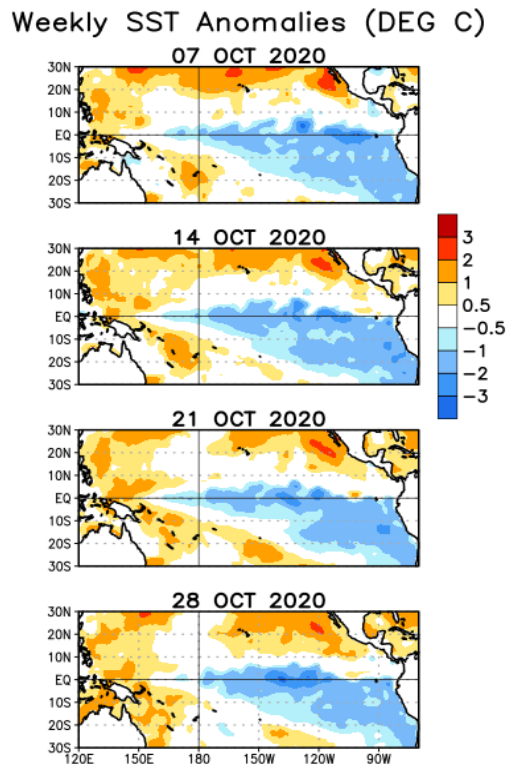 Weekly SST Anomalies (DEG C)
07 OCT 2020
30N
20N
10N
EQ
10S
20S
30S
14 OCT 2020
30N
20N
10N
EQ
10S
20S
30S
3
2
1
0.5
-0.5
-1
-2
-3
21 OCT 2020
30N
20N
10N
EQ
10S
20S
30S
28 OCT 2020
30N
20N
10N
EQ
10S
20S
30S
120E 150E 180 150W 120W 90W